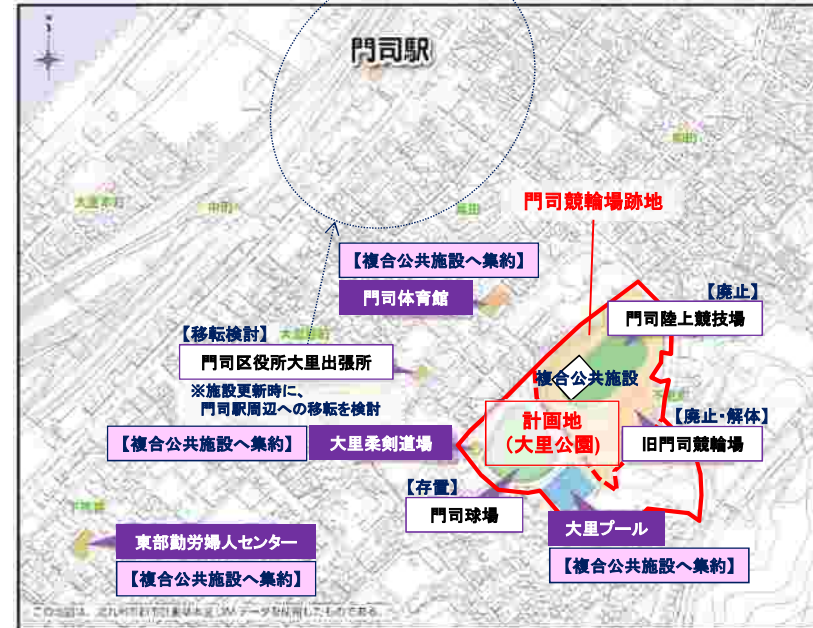 門司駅
門司競輪場跡地
【複合公共施設へ集約】
門司体育館
【廃止】
門司陸上競技場
【移転検討】
門司区役所大里出張所
※施設更新時に、
門司駅周辺への移転を検討
複合公共施設
計画地
（大里公園）
【廃止・解体】
旧門司競輪場
【複合公共施設へ集約】
大里柔剣道場
【存置】
門司球場
大里プール
【複合公共施設へ集約】
東部勤労婦人センター
【複合公共施設へ集約】